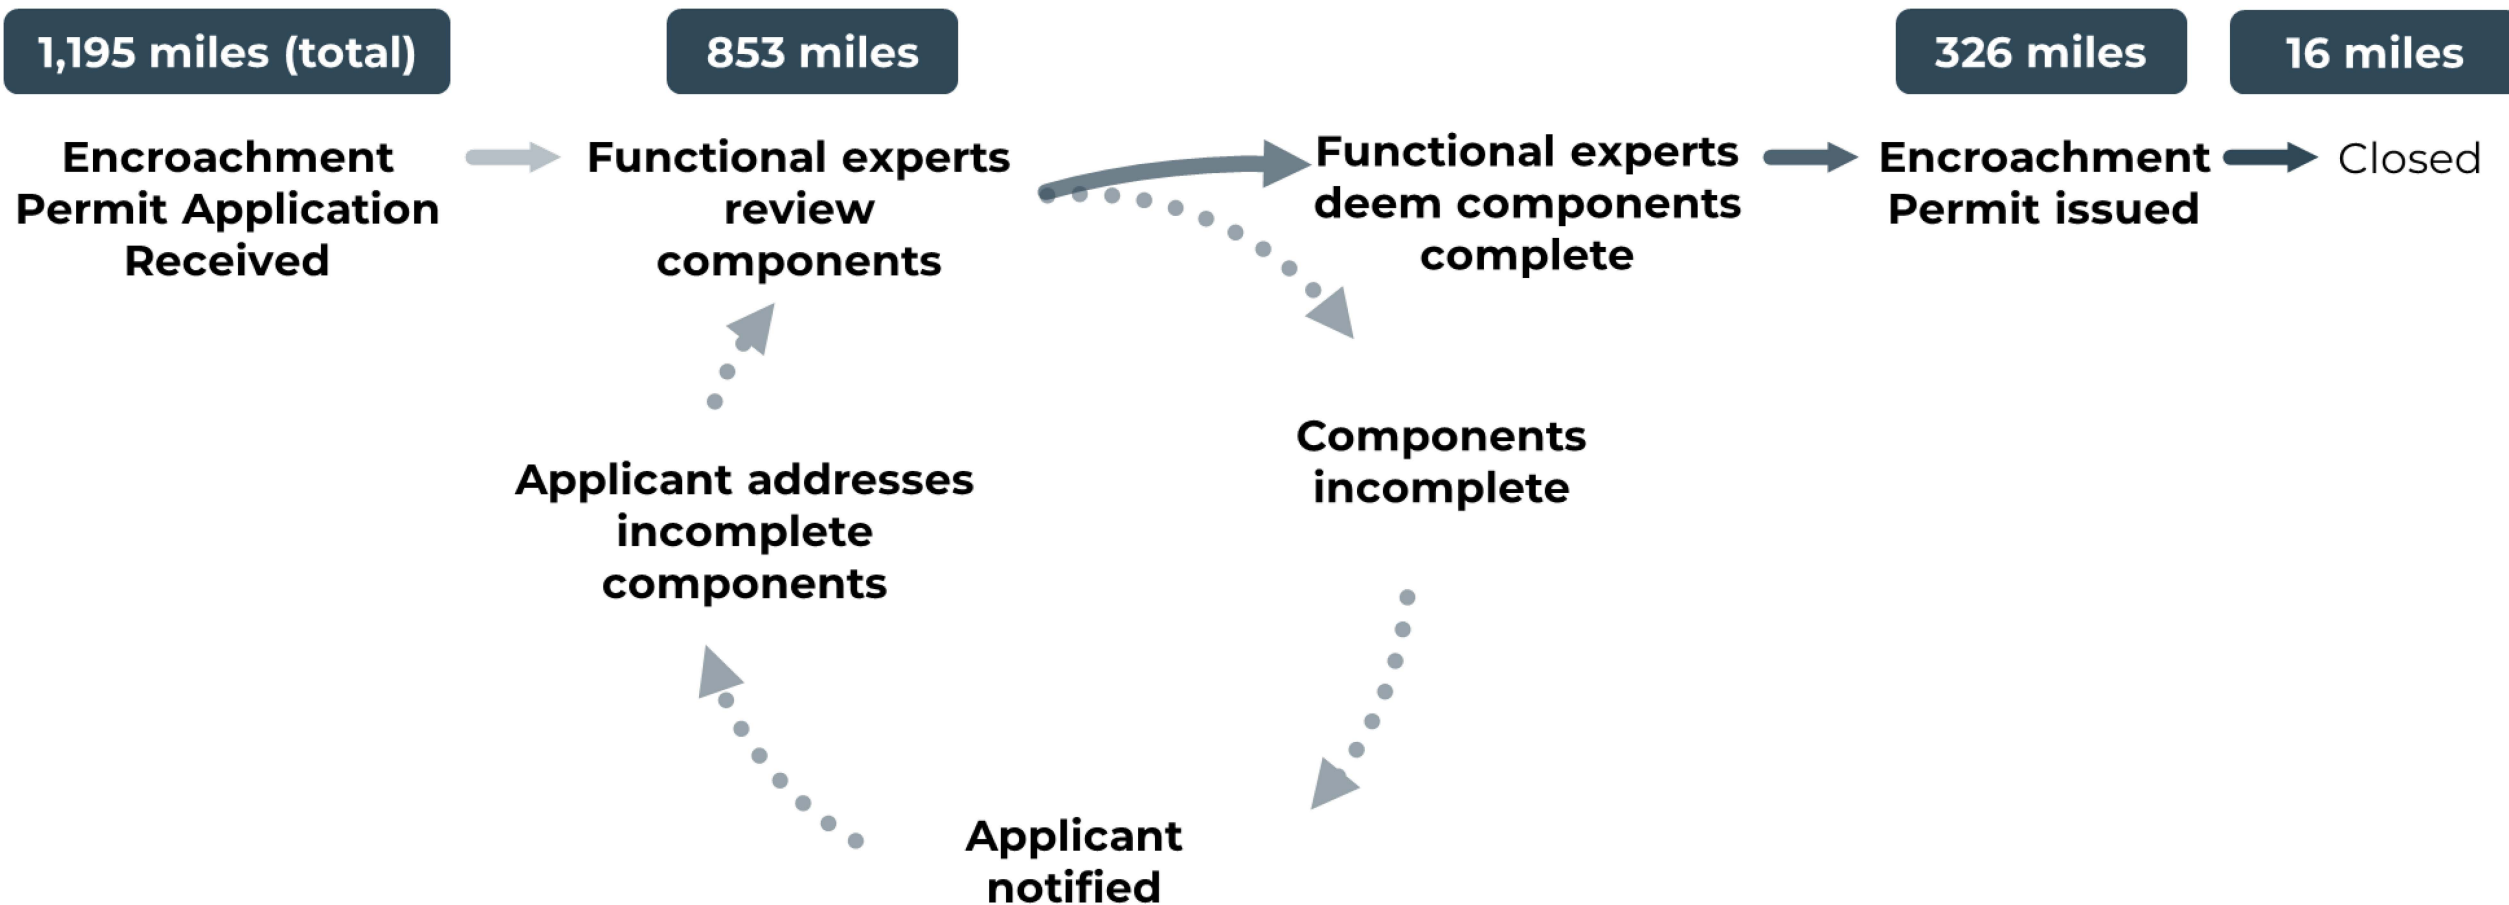 1,195 miles (total)
853 miles
326 miles
16 miles
Encroachment
Permit Application
Received
Functional experts
review
components
Functional experts
deem components
complete
Encroachment
Permit issued
Closed
Components
incomplete
Applicant addresses
incomplete
components
Applicant
notified